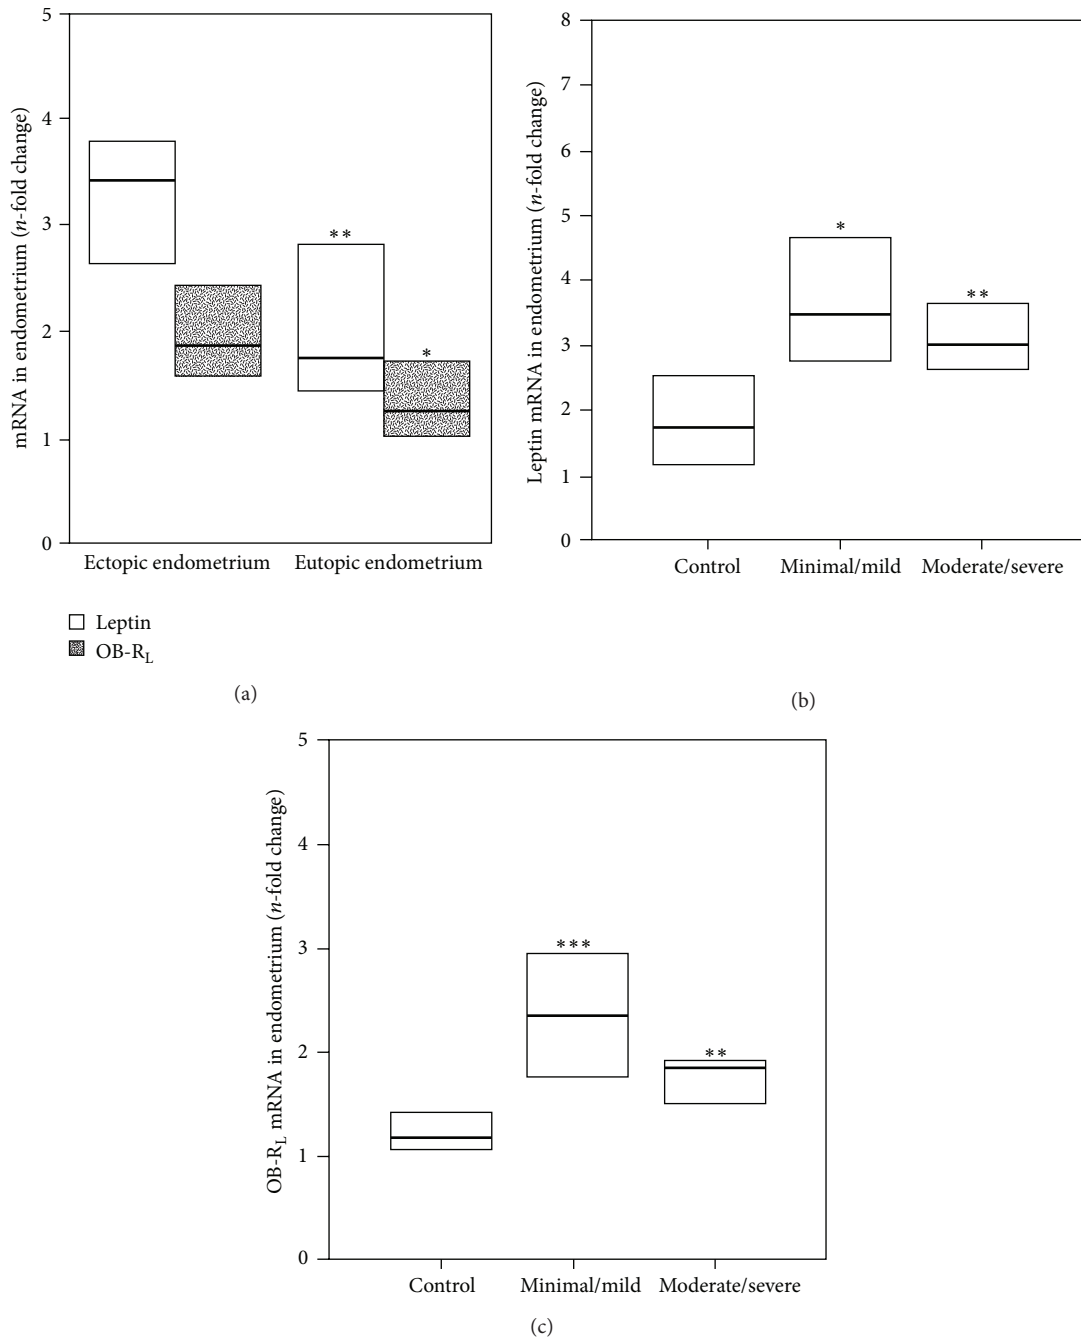 mRNA in endometrium (n-fold change)
5
4
3
2
1
0
**
*
Ectopic endometrium
Eutopic endometrium
Leptin
OB-R_L
(a)
Leptin mRNA in endometrium (n-fold change)
8
7
6
5
4
3
2
1
0
*
**
Control
Minimal/mild
Moderate/severe
(b)
OB-R_L mRNA in endometrium (n-fold change)
5
4
3
2
1
0
***
**
Control
Minimal/mild
Moderate/severe
(c)